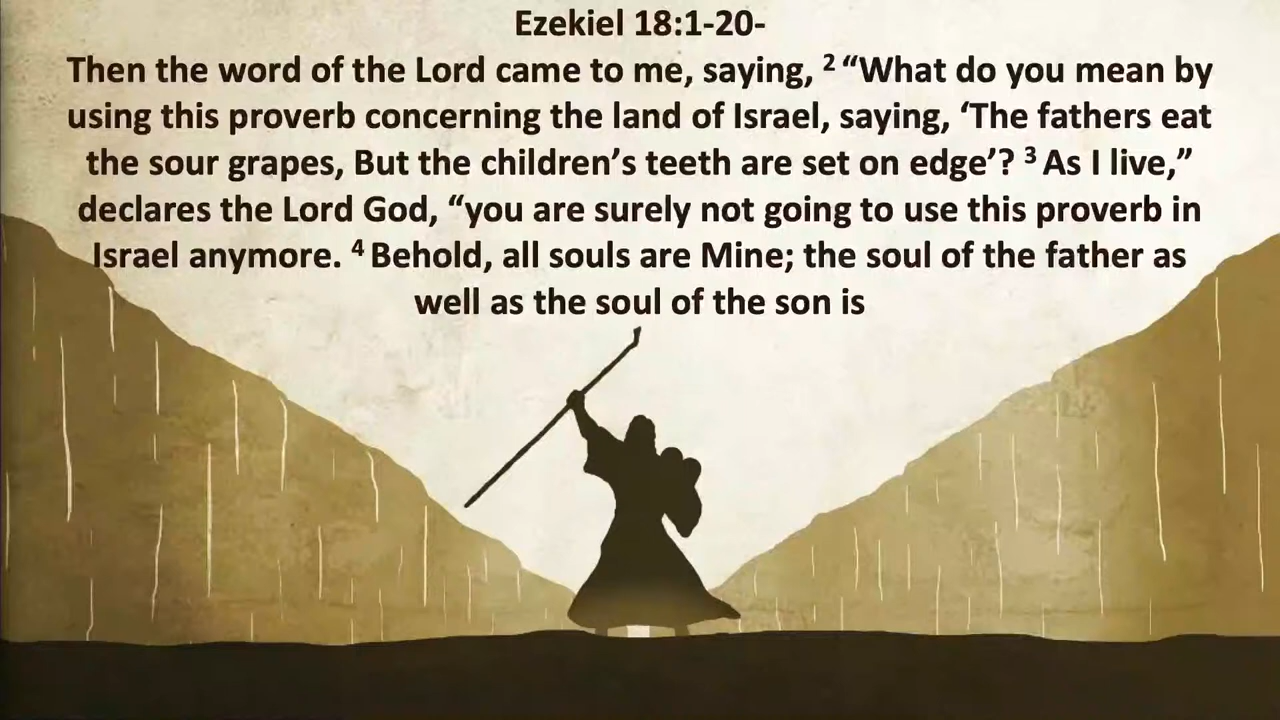 Ezekiel 18:1-20-
Then the word of the Lord came to me, saying, ² “What do you mean by
using this proverb concerning the land of Israel, saying, ‘The fathers eat
the sour grapes, But the children’s teeth are set on edge’? ³ As I live,”
declares the Lord God, “you are surely not going to use this proverb in
Israel anymore. ⁴ Behold, all souls are Mine; the soul of the father as
well as the soul of the son is